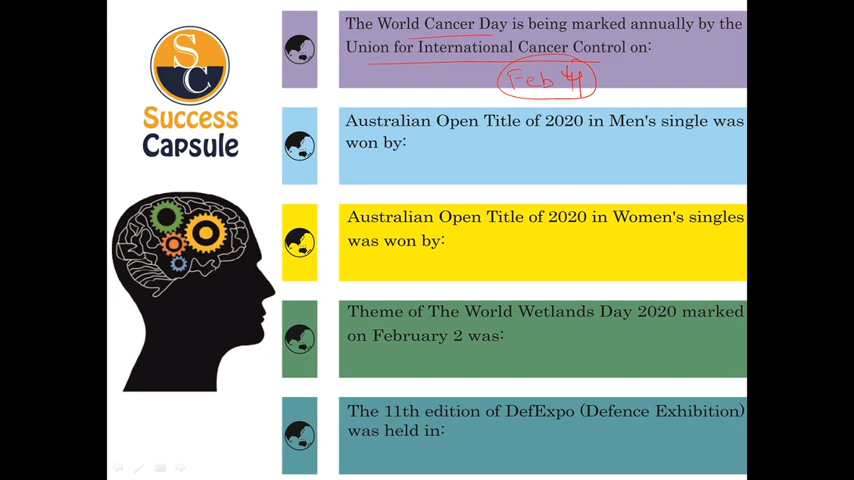 S
C
Success
Capsule
The World Cancer Day is being marked annually by the
Union for International Cancer Control on:
Feb 4
Australian Open Title of 2020 in Men's single was
won by:
Australian Open Title of 2020 in Women's singles
was won by:
Theme of The World Wetlands Day 2020 marked
on February 2 was:
The 11th edition of DefExpo (Defence Exhibition)
was held in: